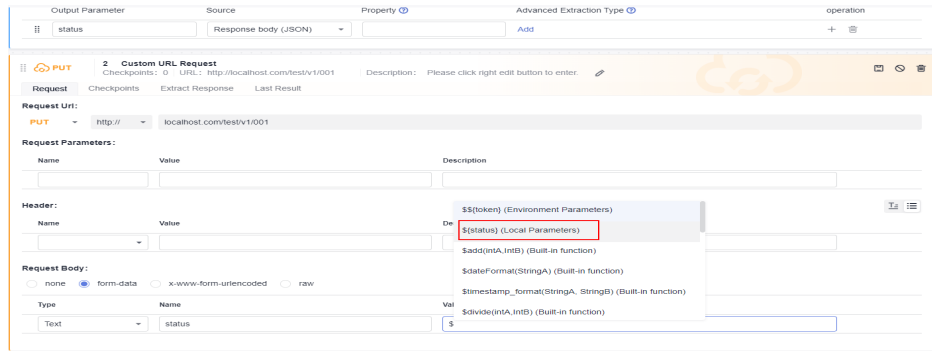 Output Parameter Source Property Advanced Extraction Type operation
status Response body (JSON) Add
PUT 2 Custom URL Request
Checkpoints: 0 URL: http://localhost.com/test/v1/001 Description: Please click right edit button to enter.
Request Checkpoints Extract Response Last Result
Request Url:
PUT http:// localhost.com/test/v1/001
Request Parameters:
Name Value Description
Header:
Name Value De
$${token} (Environment Parameters)
${status} (Local Parameters)
$add(intA,IntB) (Built-in function)
$dateFormat(StringA) (Built-in function)
$timestamp_format(StringA, StringB) (Built-in function)
$divide(intA,IntB) (Built-in function)
Request Body:
none form-data x-www-form-urlencoded raw
Type Name Val
Text status $